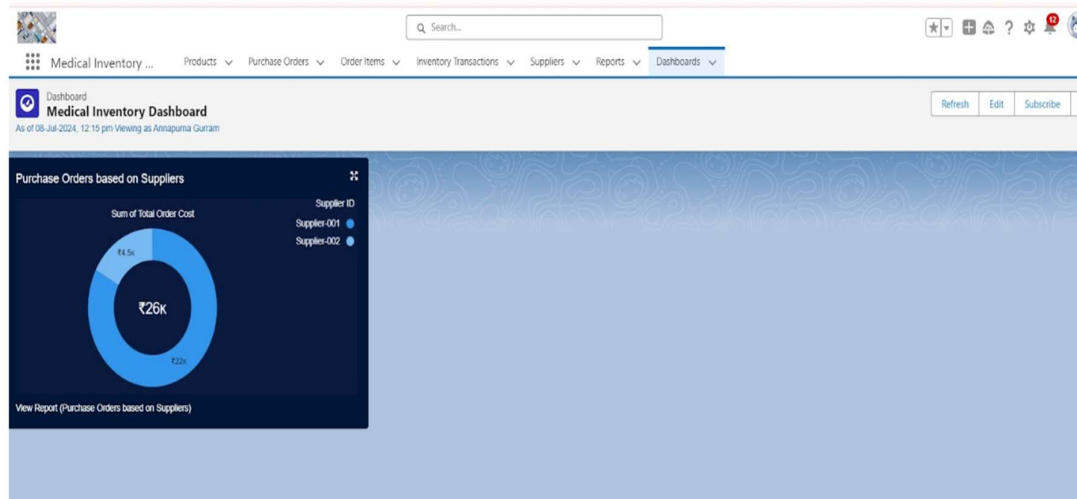 Search...
12
Medical Inventory ... Products Purchase Orders Order Items Inventory Transactions Suppliers Reports Dashboards
Dashboard
Medical Inventory Dashboard
As of 08-Jul-2024, 12:15 pm·Viewing as Annapurna Gurram
Refresh Edit Subscribe
Purchase Orders based on Suppliers
Supplier ID
Sum of Total Order Cost
Supplier-001
Supplier-002
₹4.5K
₹26K
₹22K
View Report (Purchase Orders based on Suppliers)